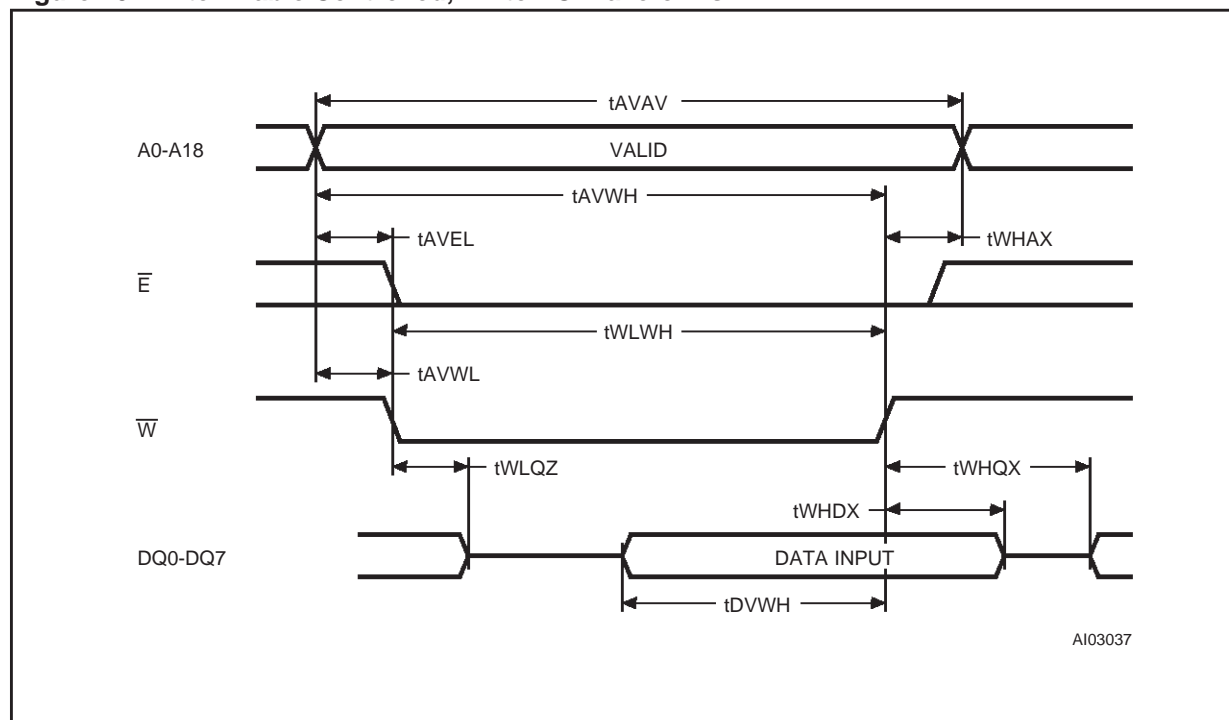 tAVAV
A0-A18
VALID
tAVWH
tAVEL
tWHAX
E̅
tWLWH
tAVWL
W̅
tWLQZ
tWHQX
tWHDX
DQ0-DQ7
DATA INPUT
tDVWH
AI03037